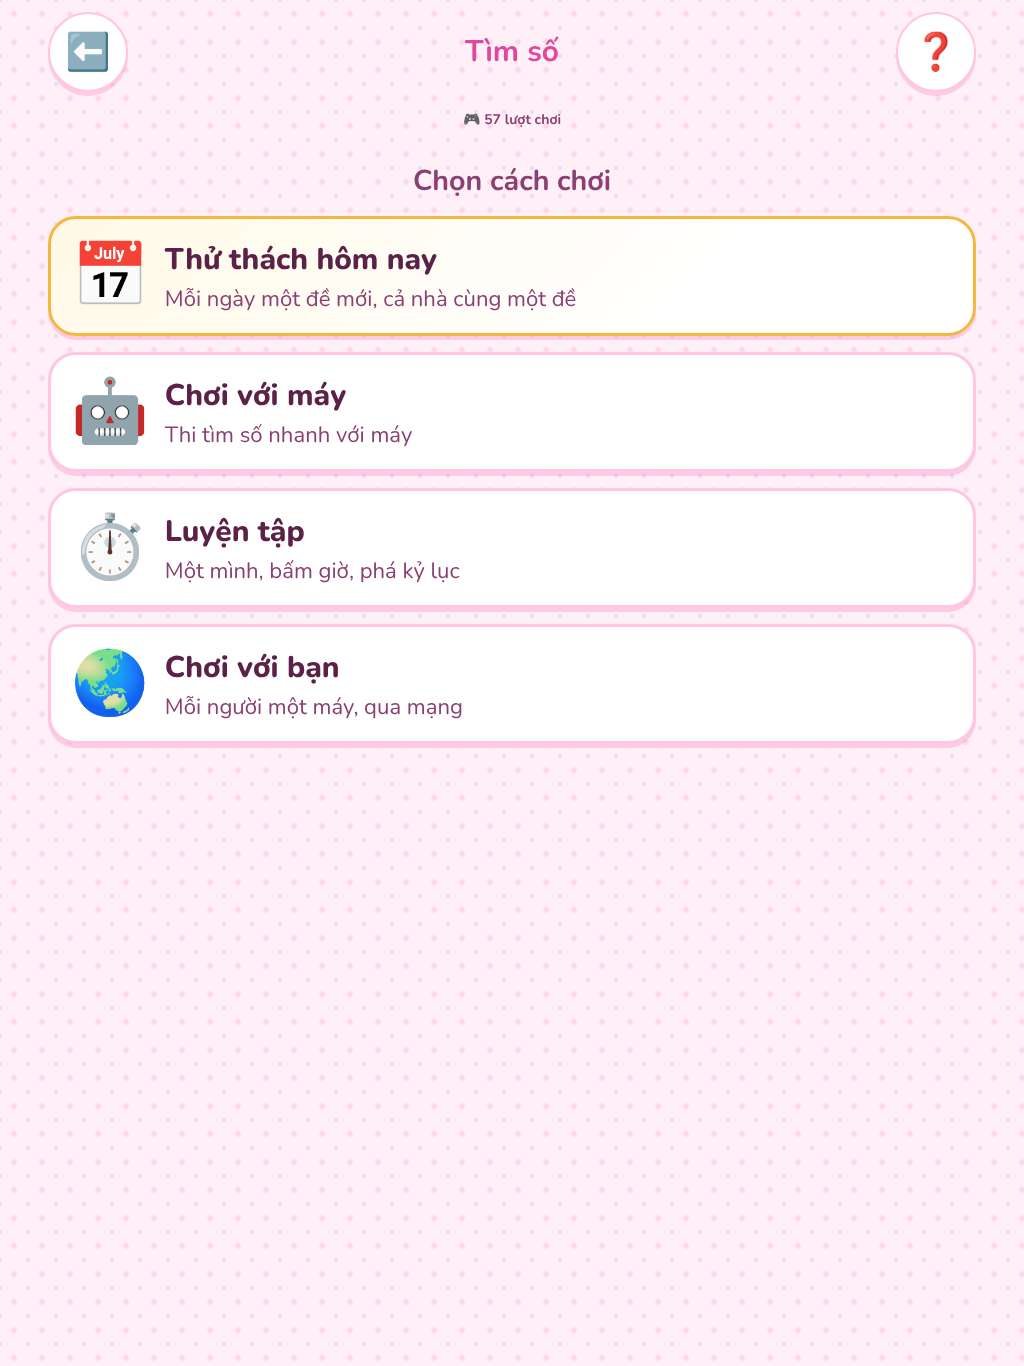 Tìm số
57 lượt chơi
Chọn cách chơi
July
17
Thử thách hôm nay
Mỗi ngày một đề mới, cả nhà cùng một đề
Chơi với máy
Thi tìm số nhanh với máy
Luyện tập
Một mình, bấm giờ, phá kỷ lục
Chơi với bạn
Mỗi người một máy, qua mạng